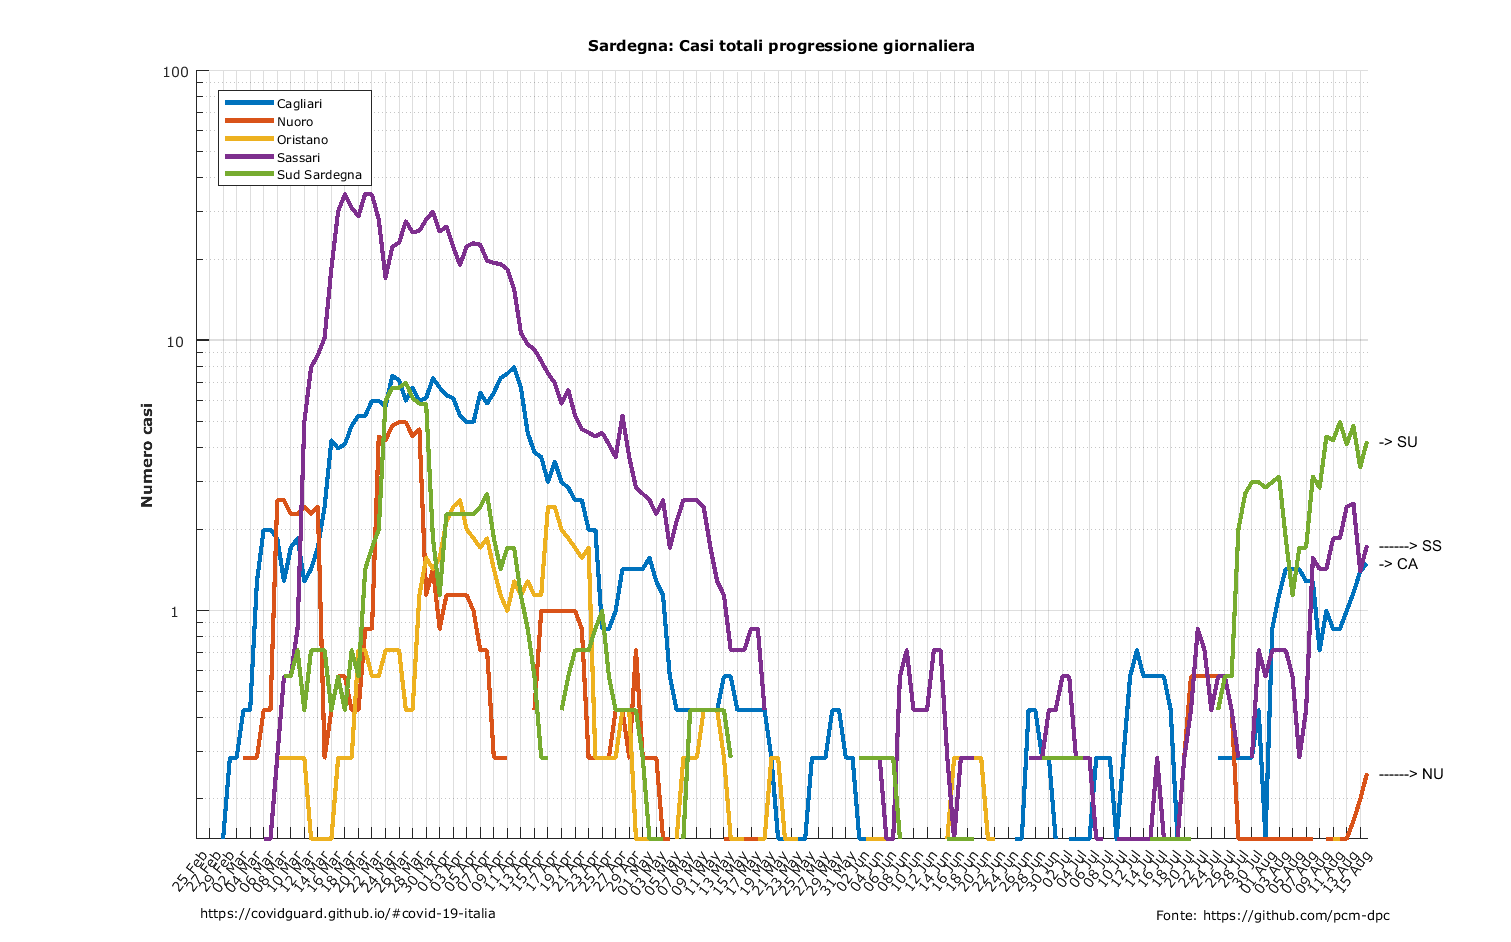 Sardegna: Casi totali progressione giornaliera
Cagliari
Nuoro
Oristano
Sassari
Sud Sardegna
Numero casi
100
10
1
-> SU
------> SS
-> CA
------> NU
25 Feb
27 Feb
29 Feb
02 Mar
04 Mar
06 Mar
08 Mar
10 Mar
12 Mar
14 Mar
16 Mar
18 Mar
20 Mar
22 Mar
24 Mar
26 Mar
28 Mar
30 Mar
01 Apr
03 Apr
05 Apr
07 Apr
09 Apr
11 Apr
13 Apr
15 Apr
17 Apr
19 Apr
21 Apr
23 Apr
25 Apr
27 Apr
29 Apr
01 May
03 May
05 May
07 May
09 May
11 May
13 May
15 May
17 May
19 May
21 May
23 May
25 May
27 May
29 May
31 May
02 Jun
04 Jun
06 Jun
08 Jun
10 Jun
12 Jun
14 Jun
16 Jun
18 Jun
20 Jun
22 Jun
24 Jun
26 Jun
28 Jun
30 Jun
02 Jul
04 Jul
06 Jul
08 Jul
10 Jul
12 Jul
14 Jul
16 Jul
18 Jul
20 Jul
22 Jul
24 Jul
26 Jul
28 Jul
30 Jul
01 Aug
03 Aug
05 Aug
07 Aug
09 Aug
11 Aug
13 Aug
15 Aug
https://covidguard.github.io/#covid-19-italia
Fonte: https://github.com/pcm-dpc